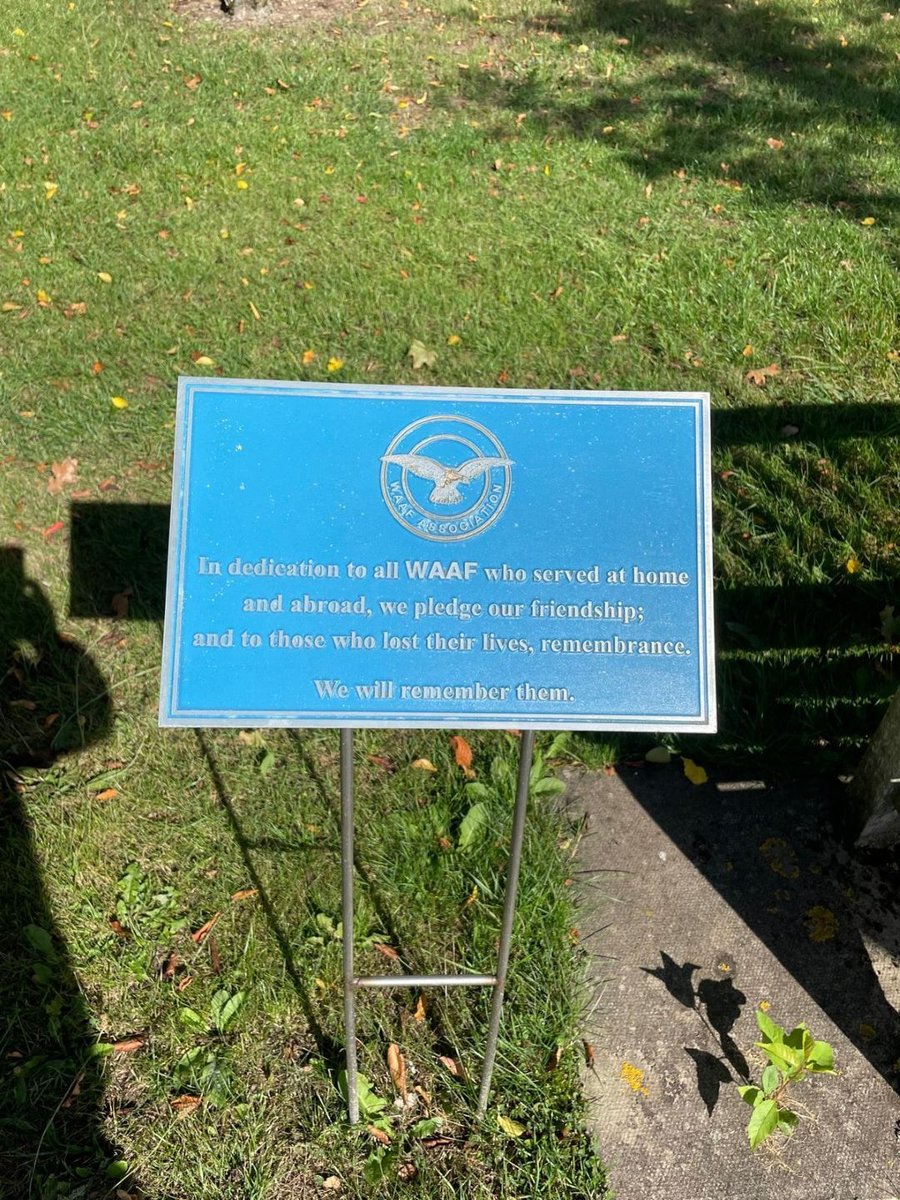 WAAF ASSOCIATION
In dedication to all WAAF who served at home
and abroad, we pledge our friendship;
and to those who lost their lives, remembrance.
We will remember them.